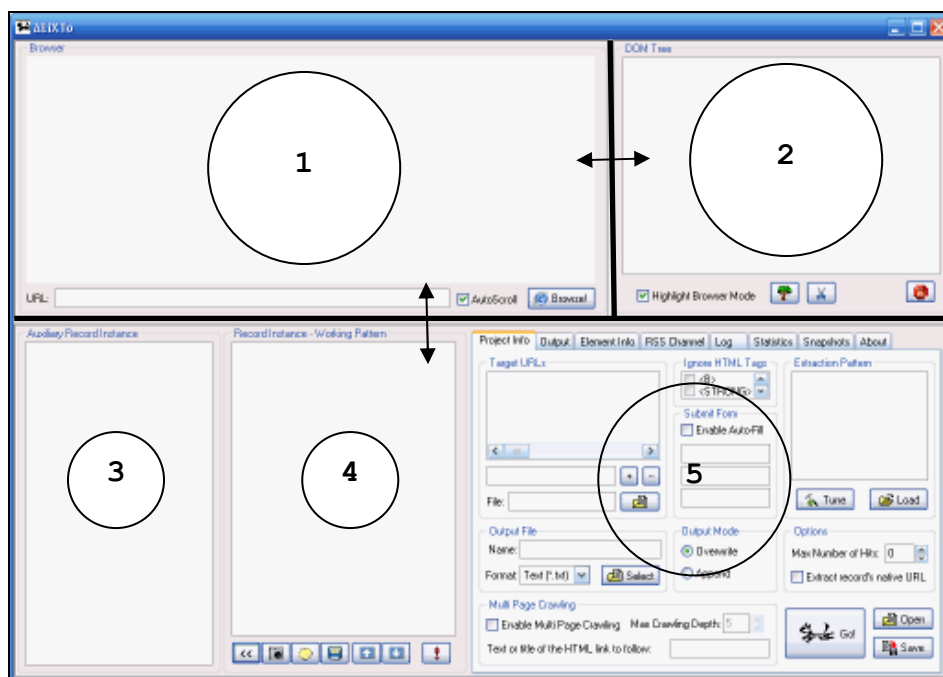 ΔEiXTo
Browser
DOM Tree
1
2
URL:
AutoScroll
Browse!
Highlight Browser Mode
Auxiliary Record Instance
Record Instance - Working Pattern
Project Info Output Element Info RSS Channel Log Statistics Snapshots About
Target URLs
Ignore HTML Tags
Extraction Pattern
<B>
<STRONG>
Submit Form
Enable Auto-Fill
3
4
5
+ -
File:
Tune
Load
Output File
Output Mode
Options
Name:
Overwrite
Max Number of Hits: 0
Format: Text (*.txt)
Select
Append
Extract record's native URL
Multi Page Crawling
Enable Multi Page Crawling Max Crawling Depth: 5
Text or title of the HTML link to follow:
Go!
Open
Save
<<